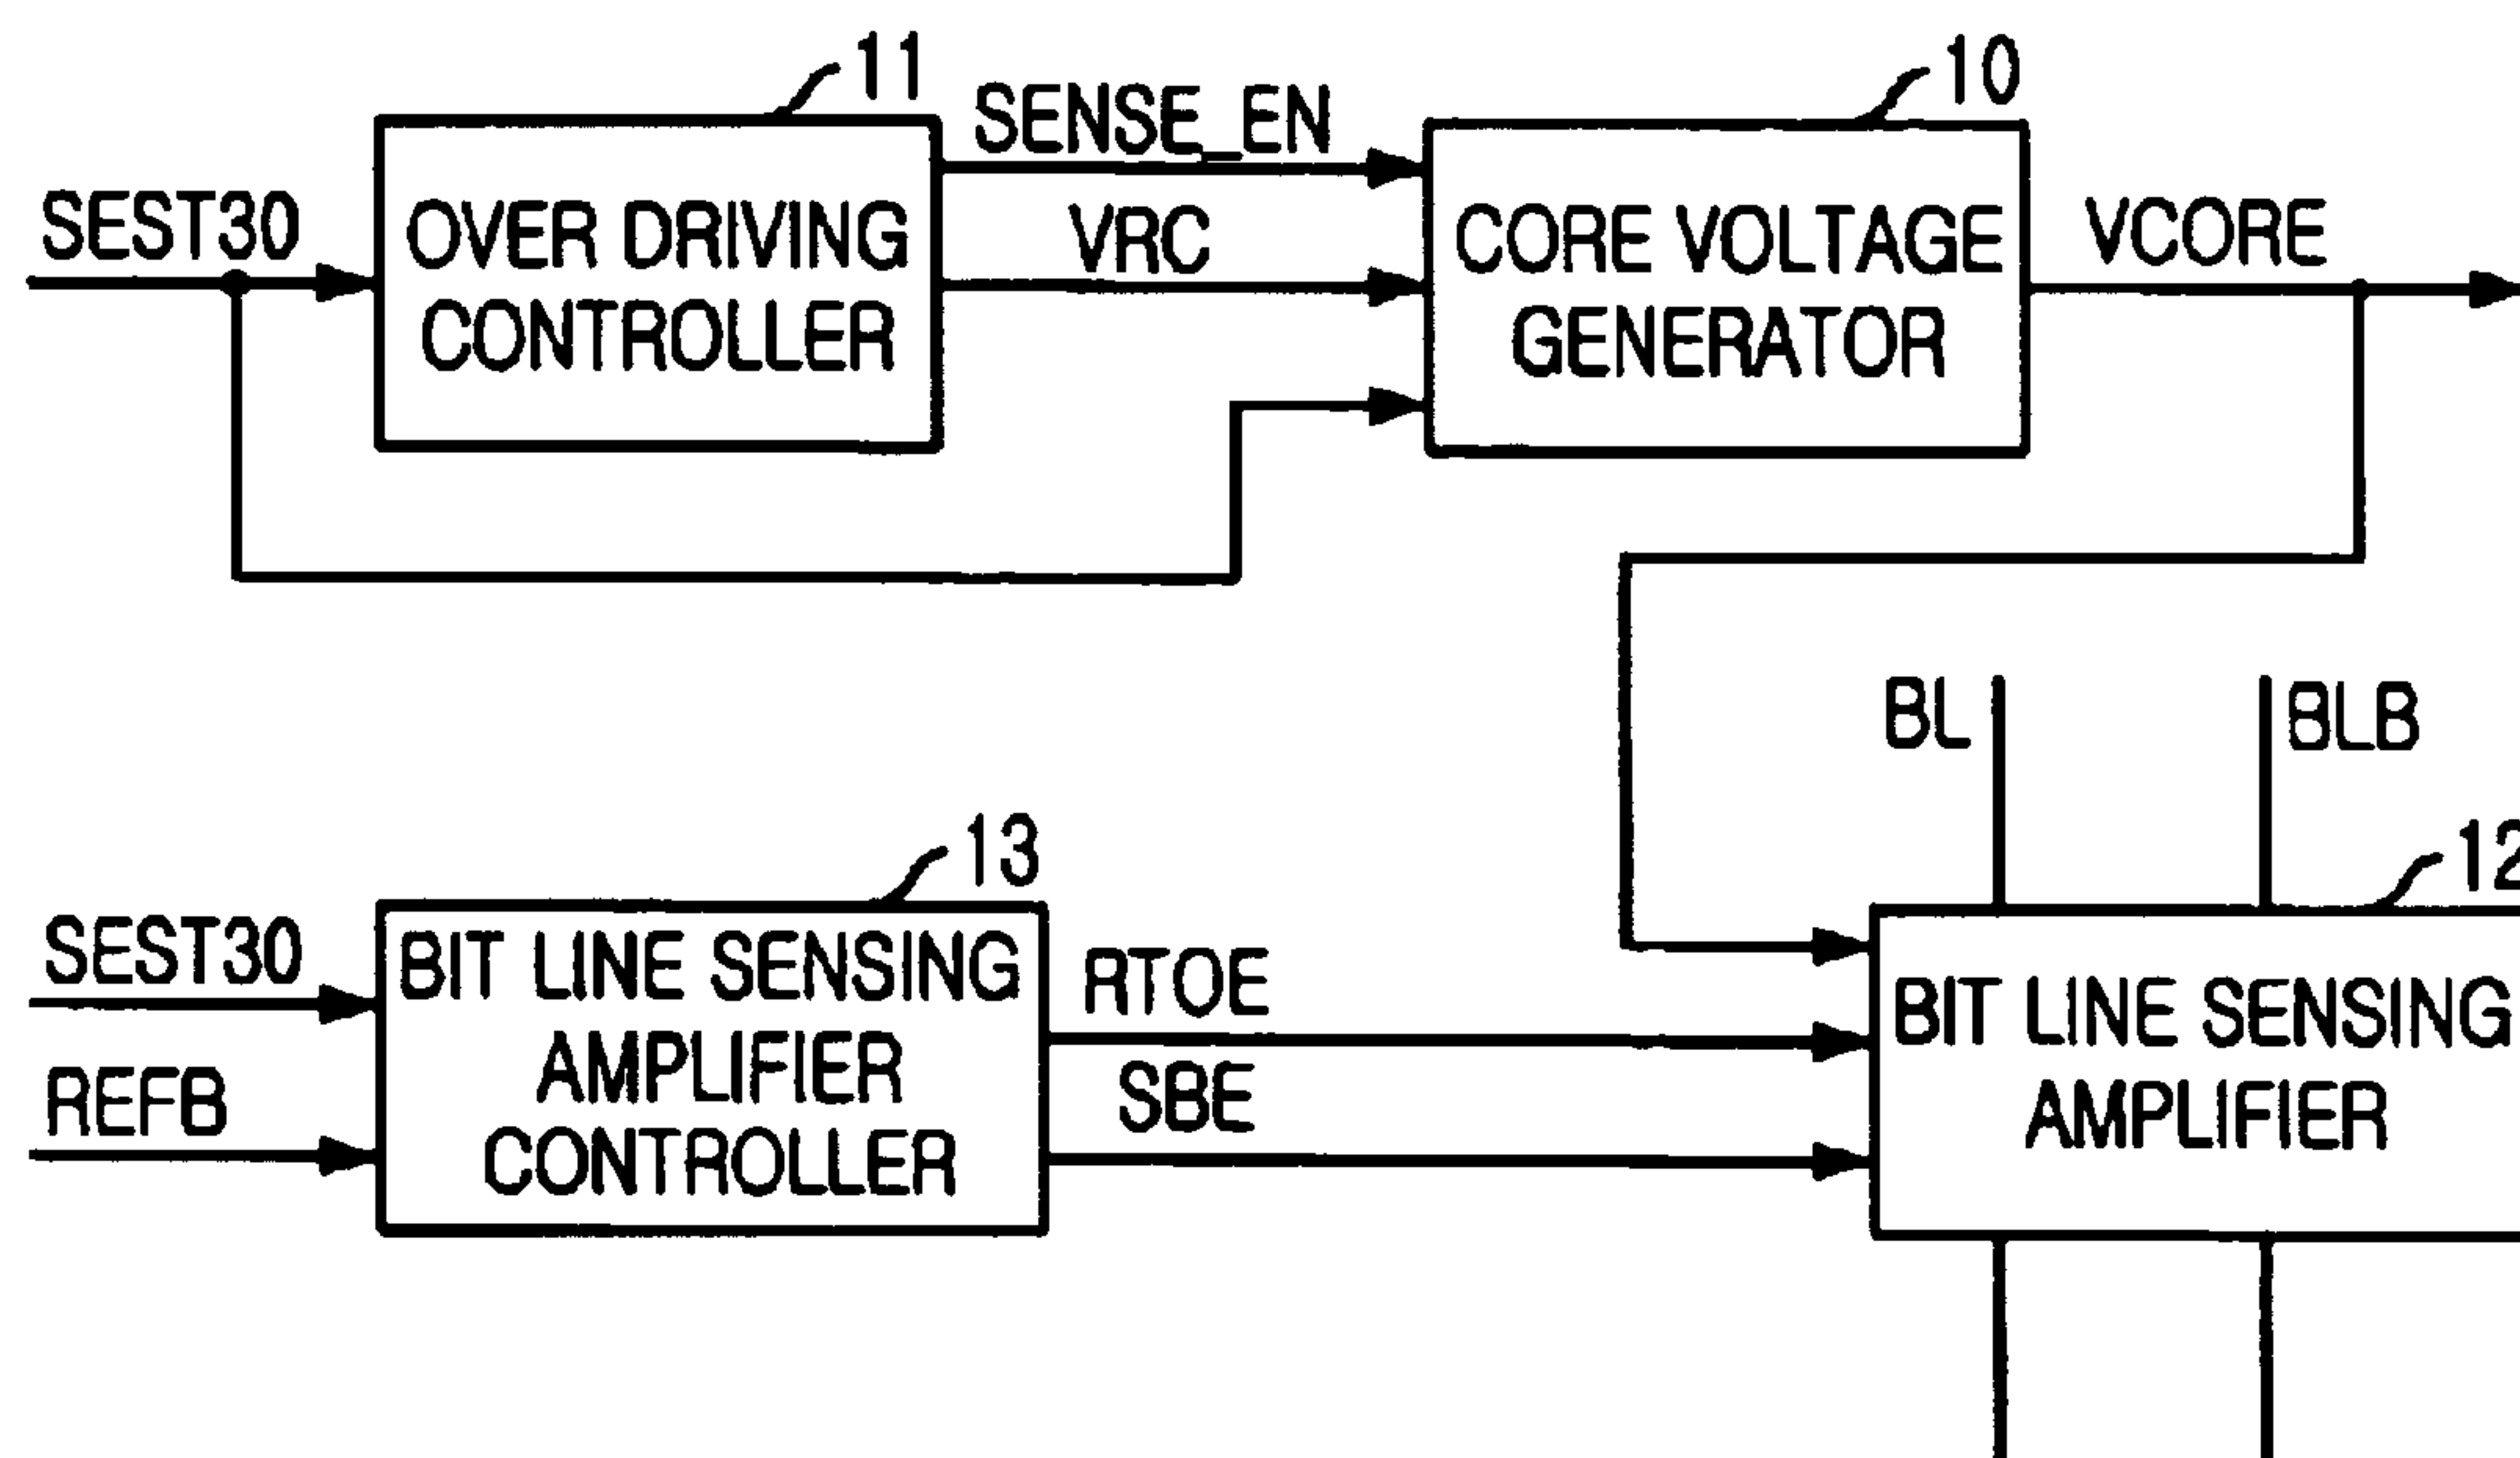 11
10
SENSE_EN
SEST30
OVER DRIVING
CONTROLLER
VRC
CORE VOLTAGE
GENERATOR
VCORE
BL
BLB
13
12
SEST30
REFB
BIT LINE SENSING
AMPLIFIER
CONTROLLER
RTOE
SBE
BIT LINE SENSING
AMPLIFIER